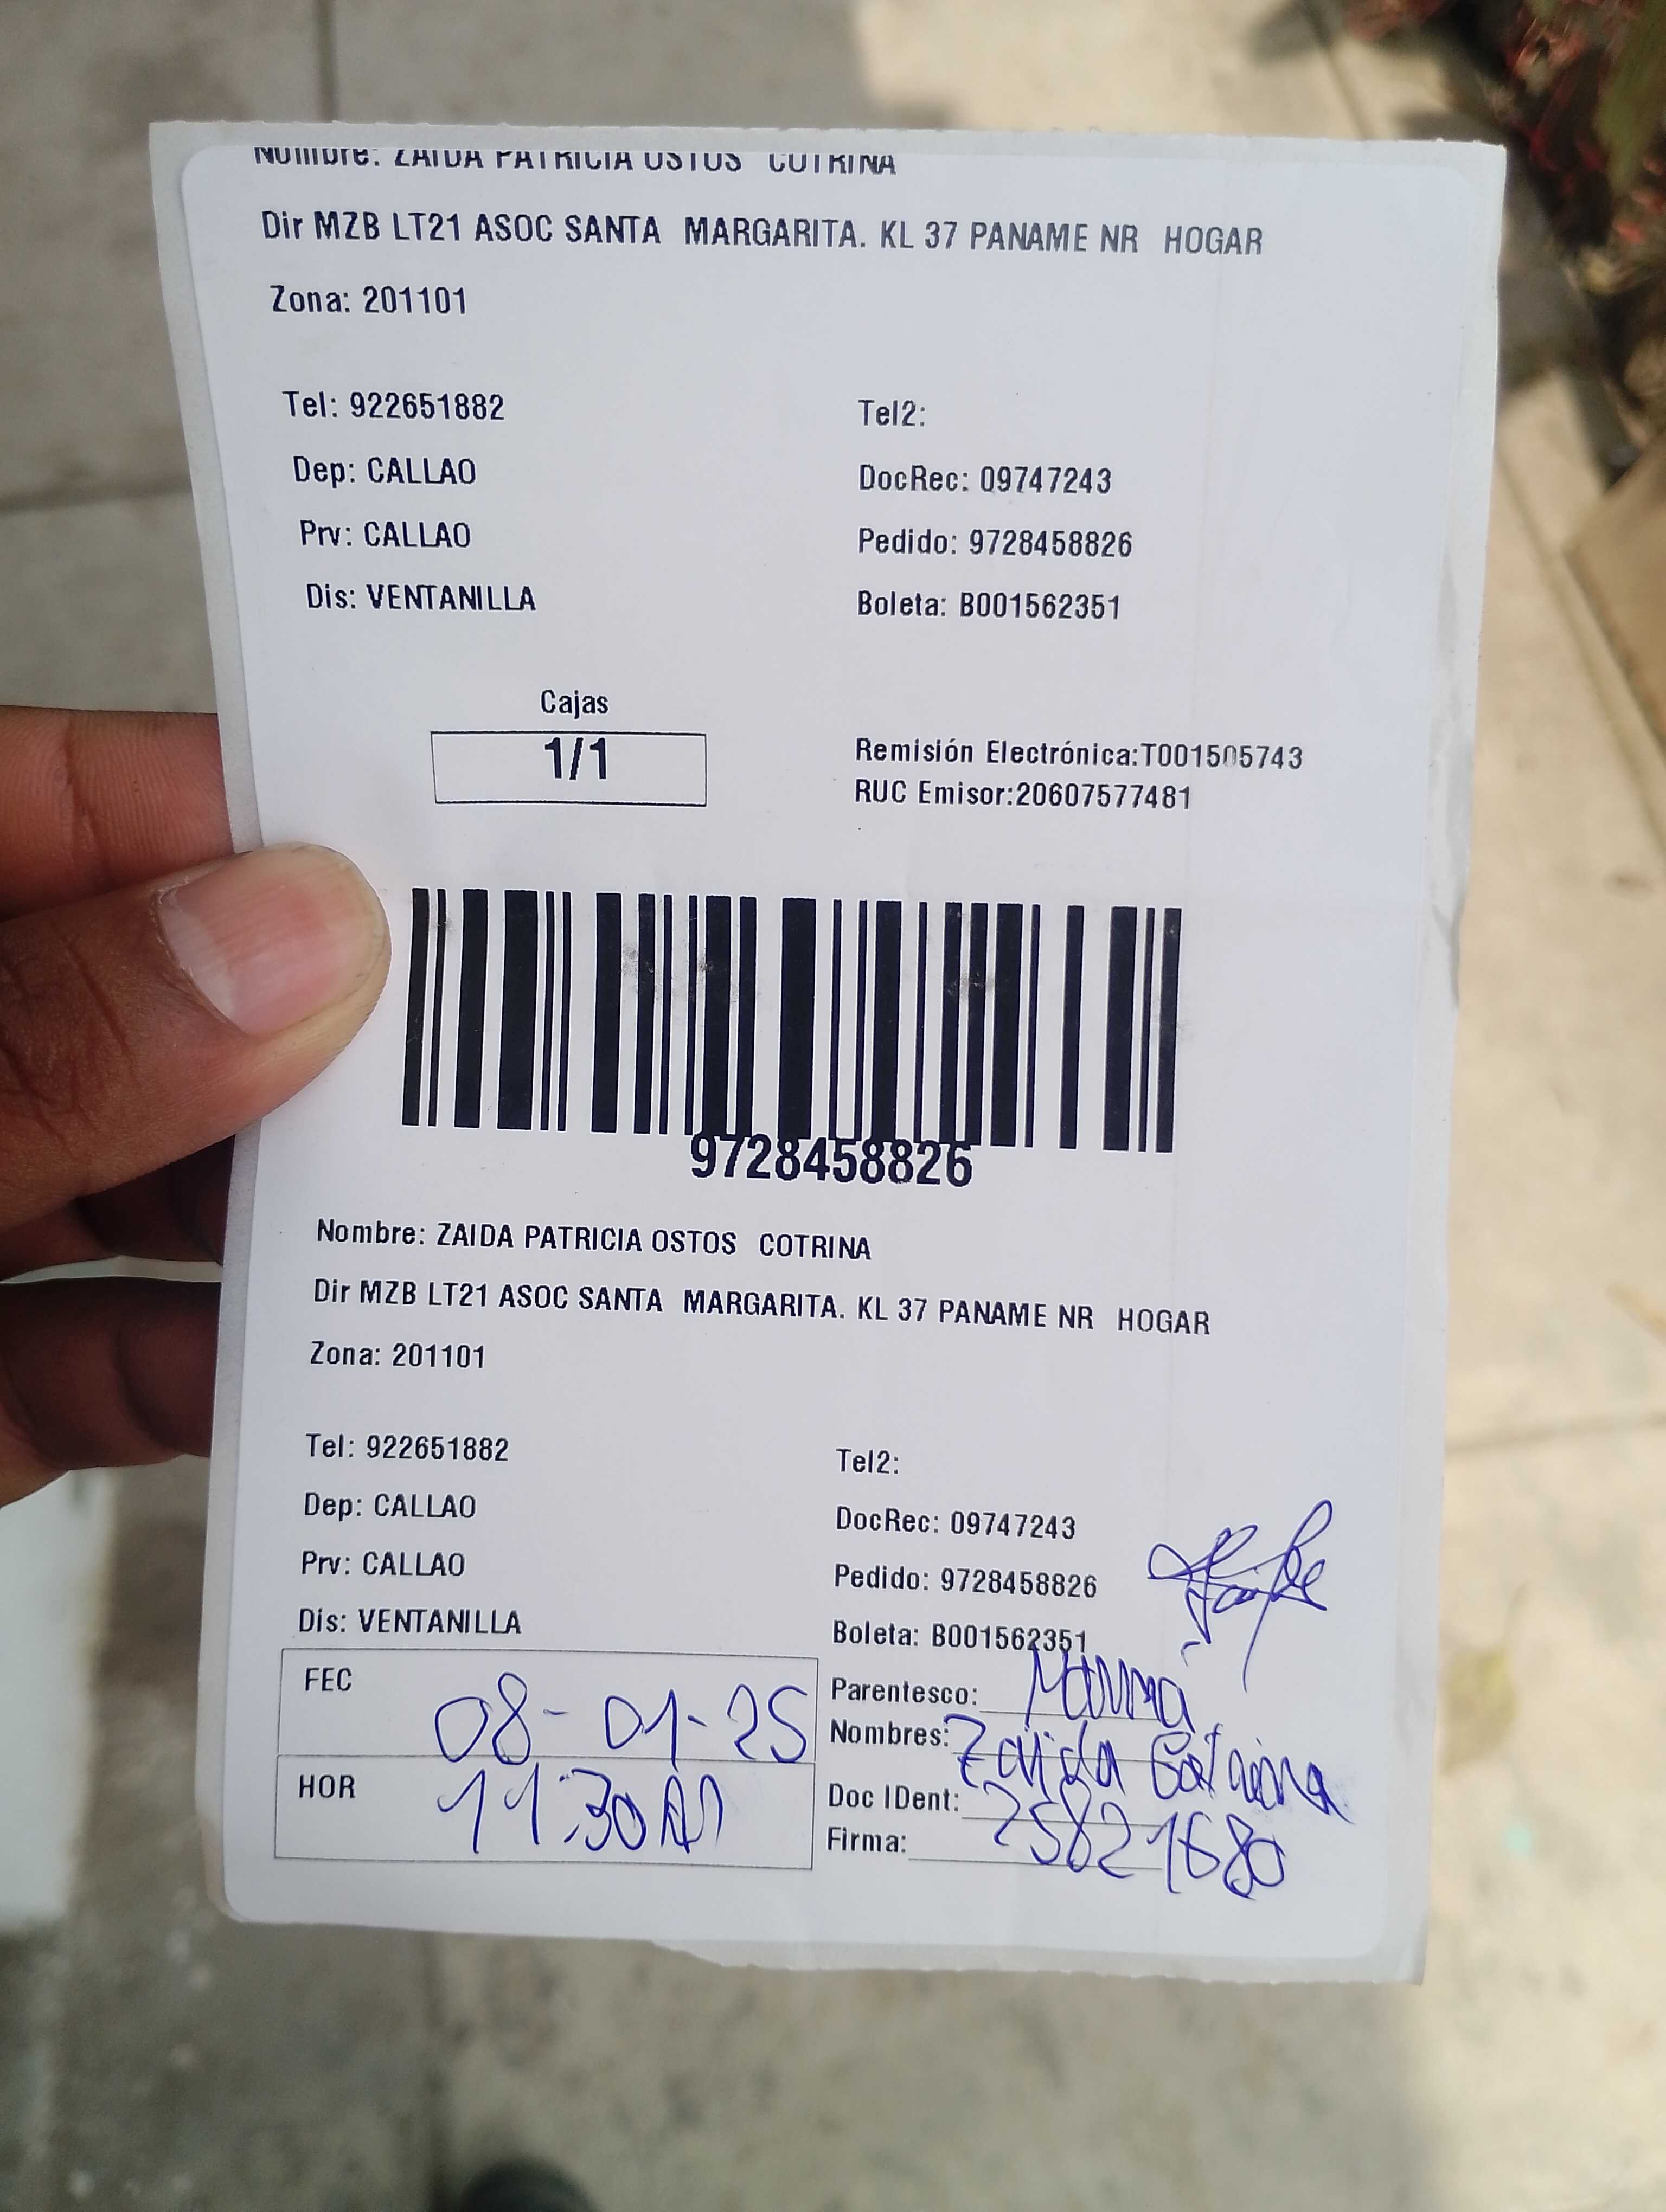 Nombre: ZAIDA PATRICIA OSTOS COTRINA
Dir MZB LT21 ASOC SANTA MARGARITA. KL 37 PANAME NR HOGAR
Zona: 201101
Tel: 922651882 Tel2:
Dep: CALLAO DocRec: 09747243
Prv: CALLAO Pedido: 9728458826
Dis: VENTANILLA Boleta: B001562351
Cajas
1/1
Remisión Electrónica:T001505743
RUC Emisor:20607577481
9728458826
Nombre: ZAIDA PATRICIA OSTOS COTRINA
Dir MZB LT21 ASOC SANTA MARGARITA. KL 37 PANAME NR HOGAR
Zona: 201101
Tel: 922651882 Tel2:
Dep: CALLAO DocRec: 09747243
Prv: CALLAO Pedido: 9728458826
Dis: VENTANILLA Boleta: B001562351
FEC 08-01-25
HOR 11:30 AM
Parentesco: Mamá
Nombres: Zaida Cotrina
Doc IDent: 25821680
Firma: